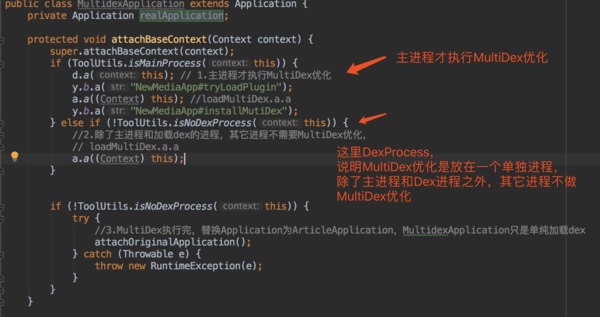 public class MultidexApplication extends Application {
private Application realApplication;
protected void attachBaseContext(Context context) {
super.attachBaseContext(context);
if (ToolUtils.isMainProcess( context: this)) {
主进程才执行MultiDex优化
d.a( context: this); // 1.主进程才执行MultiDex优化
y.b.a( str: "NewMediaApp#tryLoadPlugin");
a.a((Context) this); //loadMultiDex.a.a
y.b.a( str: "NewMediaApp#installMutiDex");
} else if (!ToolUtils.isNoDexProcess( context: this)) {
//2.除了主进程和加载dex的进程，其它进程不需要MultiDex优化，
// loadMultiDex.a.a
a.a((Context) this);
}
这里DexProcess，
说明MultiDex优化是放在一个单独进程，
除了主进程和Dex进程之外，其它进程不做
MultiDex优化
if (!ToolUtils.isNoDexProcess( context: this)) {
try {
//3.MultiDex执行完，替换Application为ArticleApplication，MultidexApplication只是单纯加载dex
attachOriginalApplication();
} catch (Throwable e) {
throw new RuntimeException(e);
}
}
}